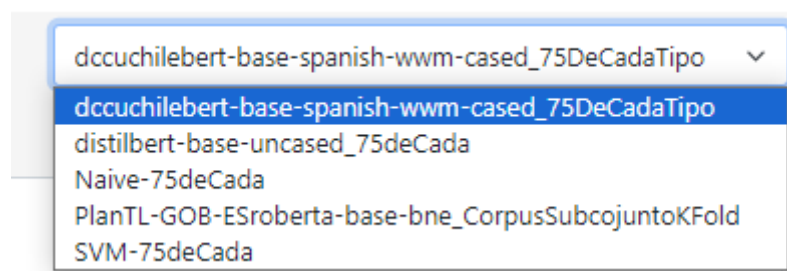 dccuchilebert-base-spanish-wwm-cased_75DeCadaTipo
dccuchilebert-base-spanish-wwm-cased_75DeCadaTipo
distilbert-base-uncased_75deCada
Naive-75deCada
PlanTL-GOB-ESroberta-base-bne_CorpusSubcojuntoKFold
SVM-75deCada